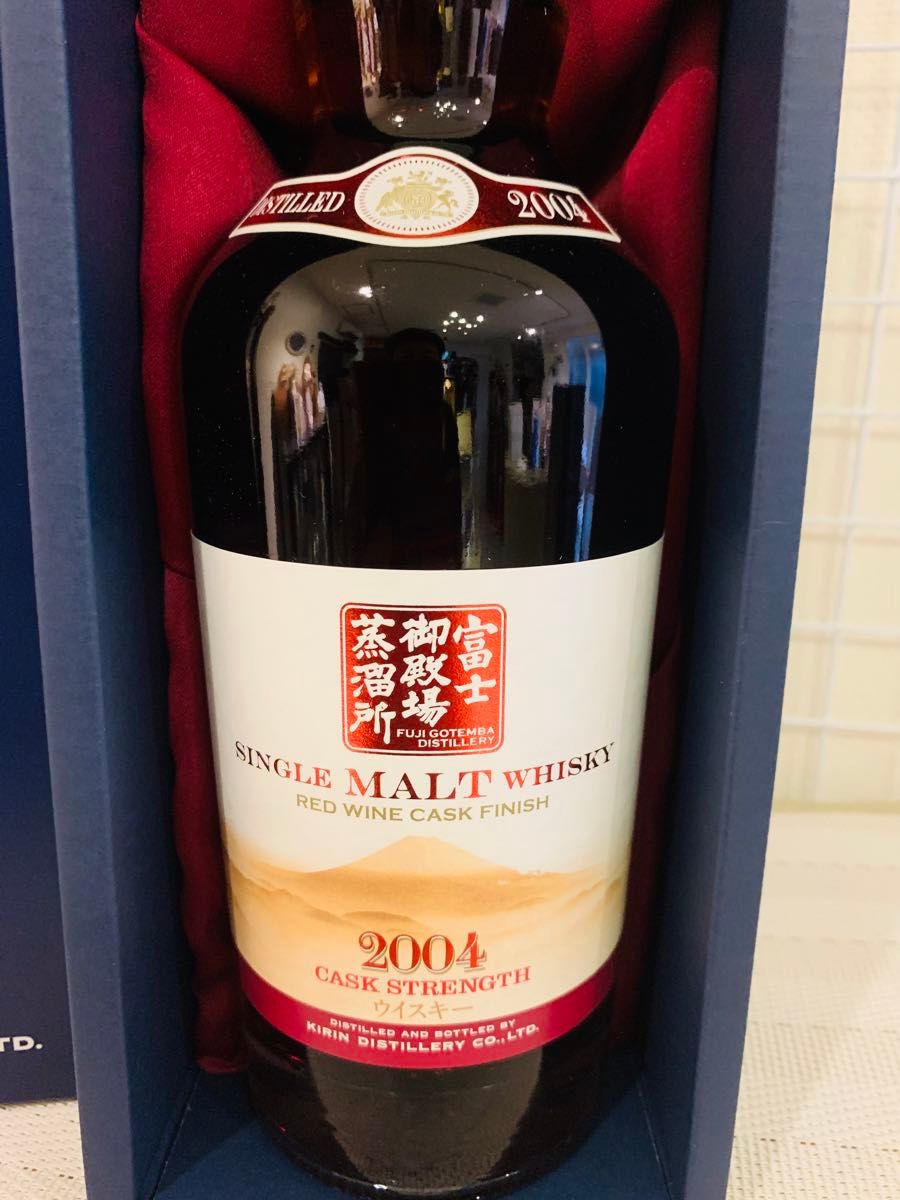 DISTILLED 2004
富士
御殿場
蒸溜所
FUJI GOTEMBA
DISTILLERY
SINGLE MALT WHISKY
RED WINE CASK FINISH
2004
CASK STRENGTH
ウイスキー
DISTILLED AND BOTTLED BY
KIRIN DISTILLERY CO.,LTD.
TD.